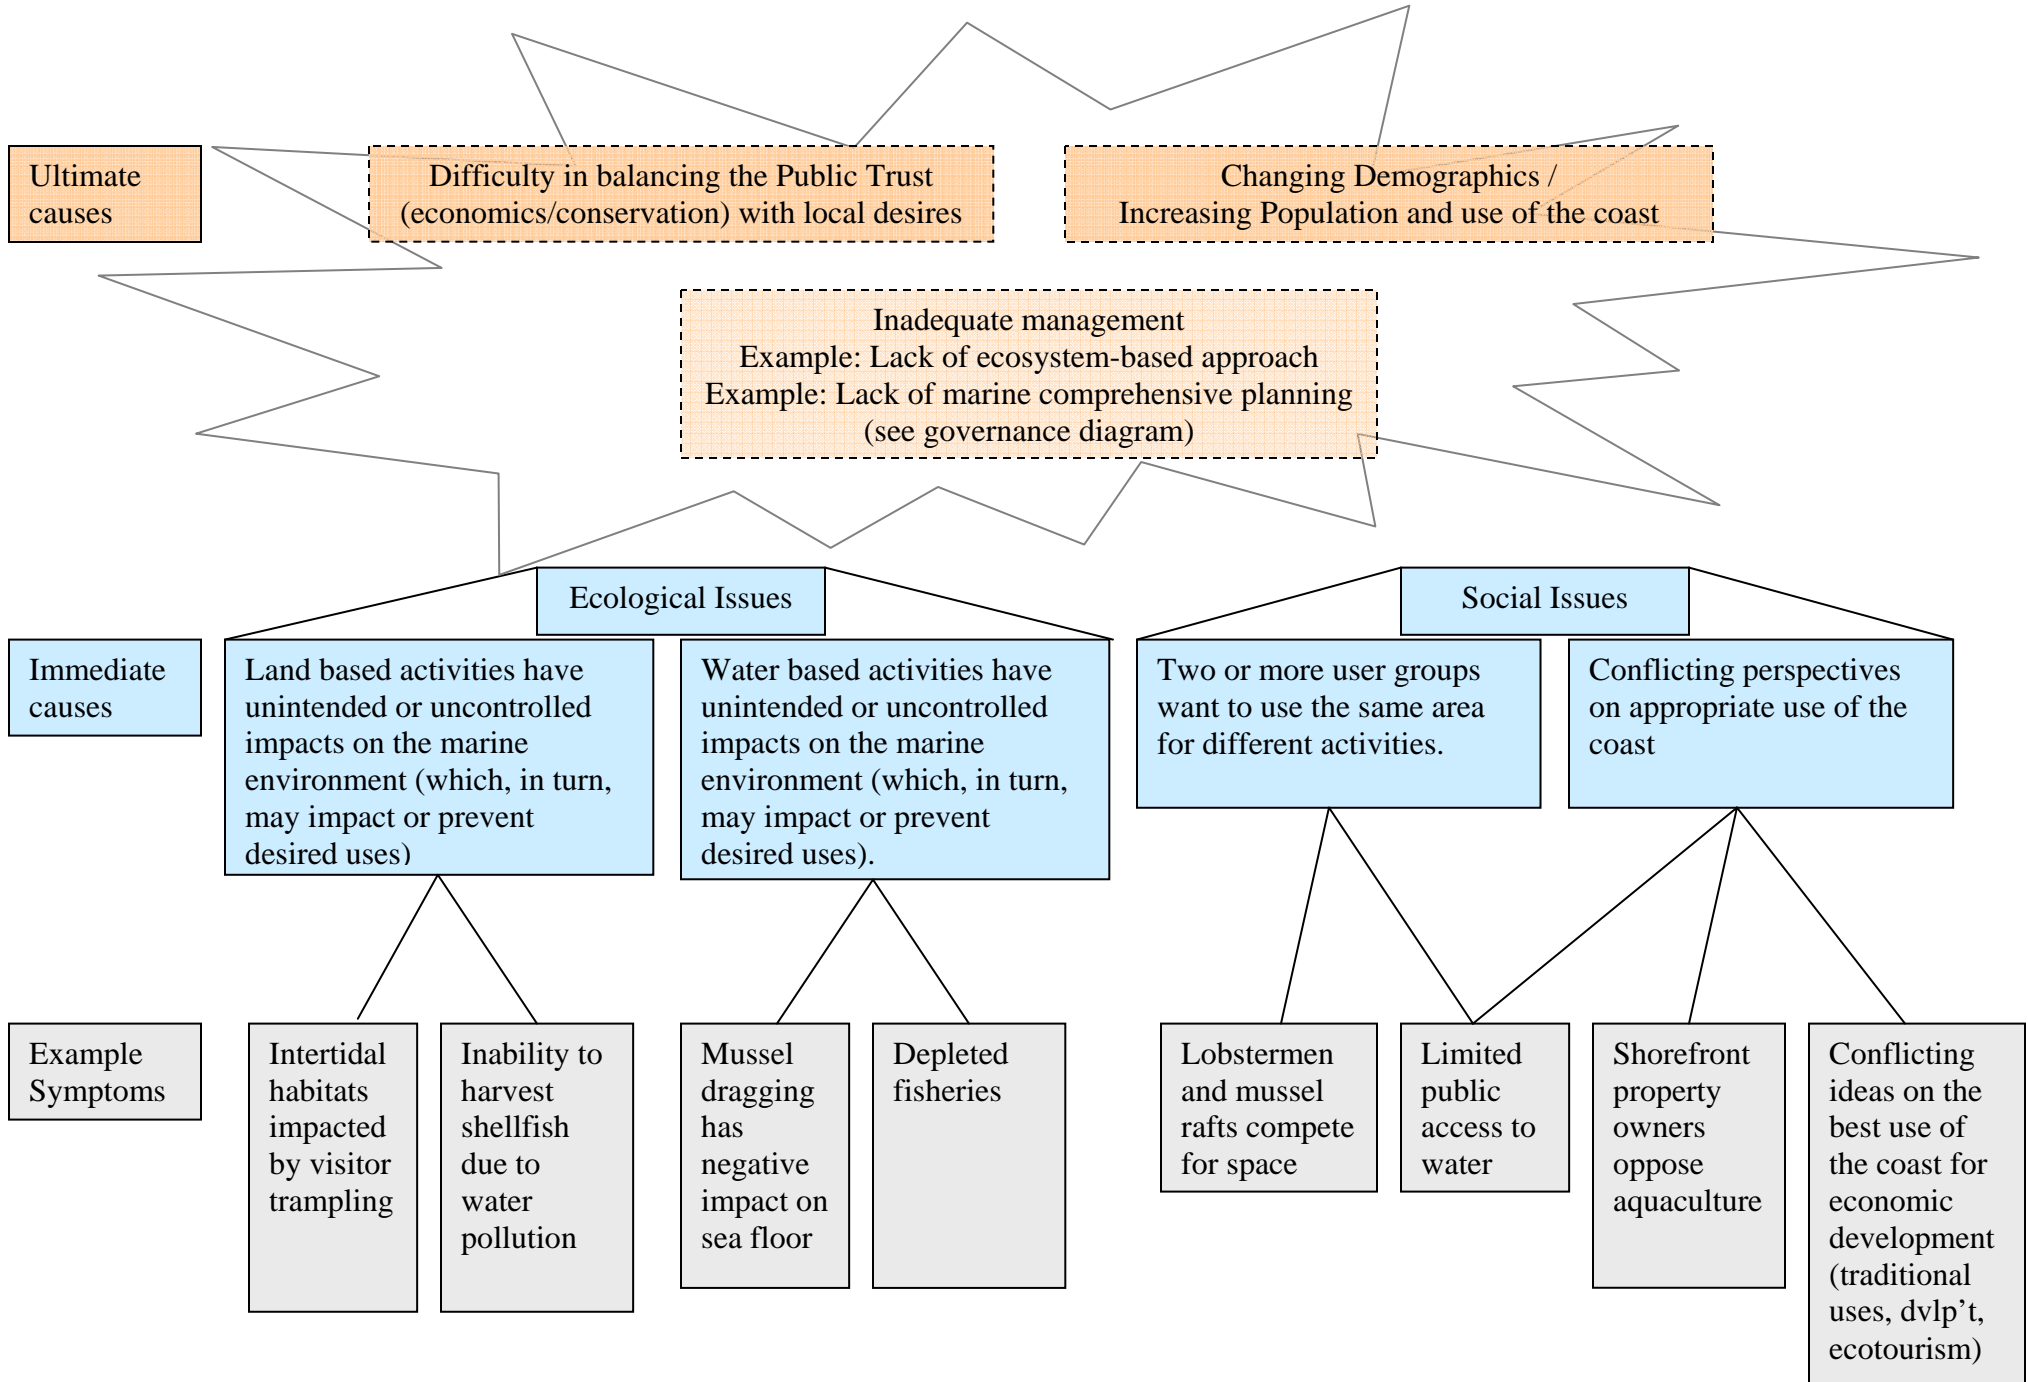 Ultimate
causes
Difficulty in balancing the Public Trust
(economics/conservation) with local desires
Changing Demographics /
Increasing Population and use of the coast
Inadequate management
Example: Lack of ecosystem-based approach
Example: Lack of marine comprehensive planning
(see governance diagram)
Ecological Issues
Social Issues
Immediate
causes
Land based activities have
unintended or uncontrolled
impacts on the marine
environment (which, in turn,
may impact or prevent
desired uses)
Water based activities have
unintended or uncontrolled
impacts on the marine
environment (which, in turn,
may impact or prevent
desired uses).
Two or more user groups
want to use the same area
for different activities.
Conflicting perspectives
on appropriate use of the
coast
Example
Symptoms
Intertidal
habitats
impacted
by visitor
trampling
Inability to
harvest
shellfish
due to
water
pollution
Mussel
dragging
has
negative
impact on
sea floor
Depleted
fisheries
Lobstermen
and mussel
rafts compete
for space
Limited
public
access to
water
Shorefront
property
owners
oppose
aquaculture
Conflicting
ideas on the
best use of
the coast for
economic
development
(traditional
uses, dvlp’t,
ecotourism)